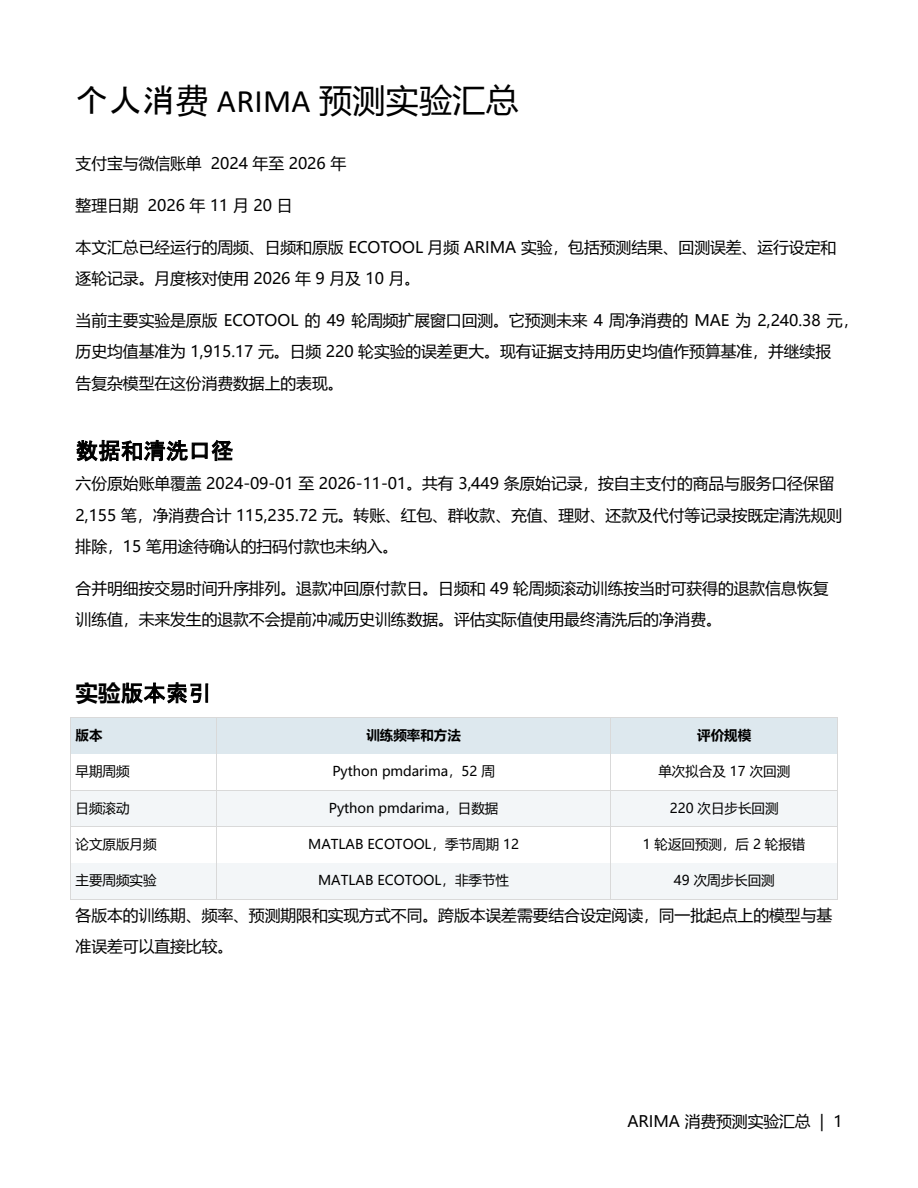 个人消费 ARIMA 预测实验汇总
支付宝与微信账单 2024 年至 2026 年
整理日期 2026 年 11 月 20 日
本文汇总已经运行的周频、日频和原版 ECOTOOL 月频 ARIMA 实验，包括预测结果、回测误差、运行设定和
逐轮记录。月度核对使用 2026 年 9 月及 10 月。
当前主要实验是原版 ECOTOOL 的 49 轮周频扩展窗口回测。它预测未来 4 周净消费的 MAE 为 2,240.38 元，
历史均值基准为 1,915.17 元。日频 220 轮实验的误差更大。现有证据支持用历史均值作预算基准，并继续报
告复杂模型在这份消费数据上的表现。
数据和清洗口径
六份原始账单覆盖 2024-09-01 至 2026-11-01。共有 3,449 条原始记录，按自主支付的商品与服务口径保留
2,155 笔，净消费合计 115,235.72 元。转账、红包、群收款、充值、理财、还款及代付等记录按既定清洗规则
排除，15 笔用途待确认的扫码付款也未纳入。
合并明细按交易时间升序排列。退款冲回原付款日。日频和 49 轮周频滚动训练按当时可获得的退款信息恢复
训练值，未来发生的退款不会提前冲减历史训练数据。评估实际值使用最终清洗后的净消费。
实验版本索引
版本 训练频率和方法 评价规模
早期周频 Python pmdarima，52 周 单次拟合及 17 次回测
日频滚动 Python pmdarima，日数据 220 次日步长回测
论文原版月频 MATLAB ECOTOOL，季节周期 12 1 轮返回预测，后 2 轮报错
主要周频实验 MATLAB ECOTOOL，非季节性 49 次周步长回测
各版本的训练期、频率、预测期限和实现方式不同。跨版本误差需要结合设定阅读，同一批起点上的模型与基
准误差可以直接比较。
ARIMA 消费预测实验汇总 | 1